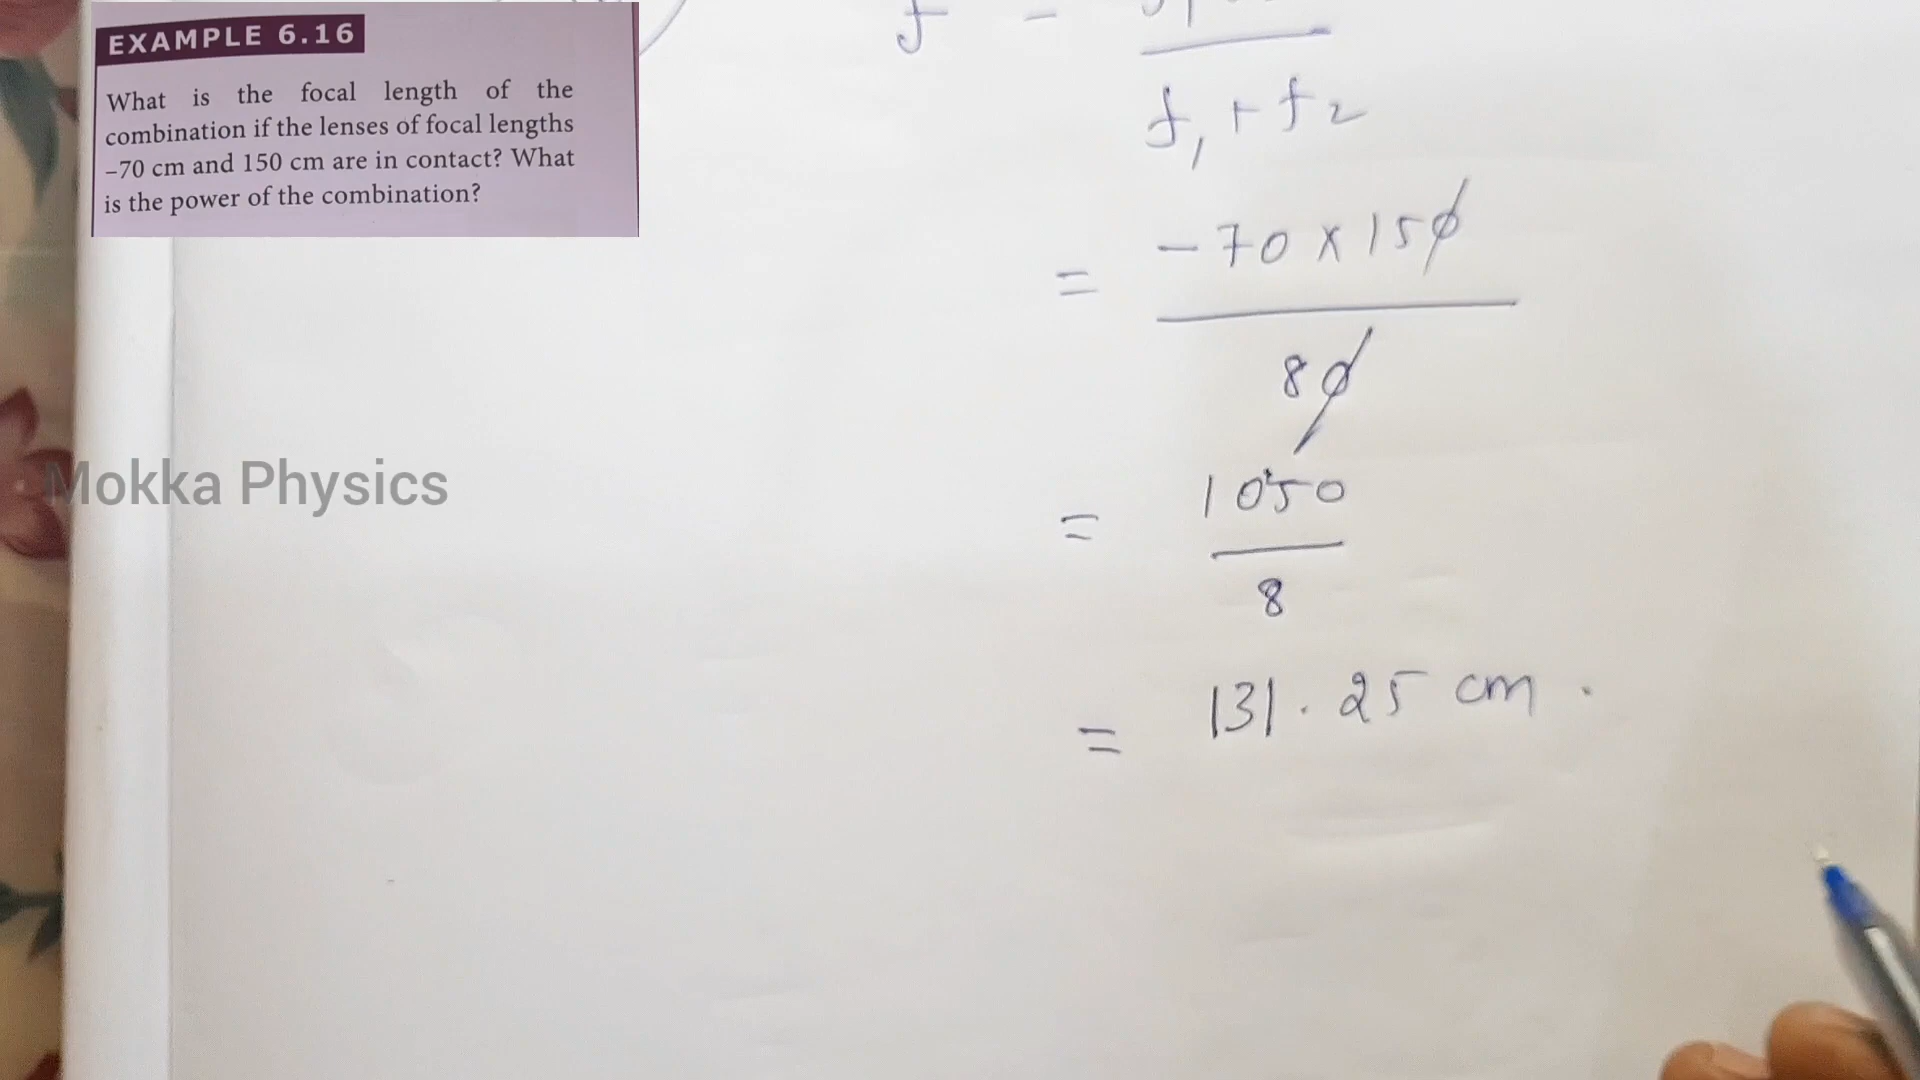 EXAMPLE 6.16
What is the focal length of the
combination if the lenses of focal lengths
–70 cm and 150 cm are in contact? What
is the power of the combination?
f =
f₁ + f₂
= -70 × 150
80
= 1050
8
= 131.25 cm.
Mokka Physics